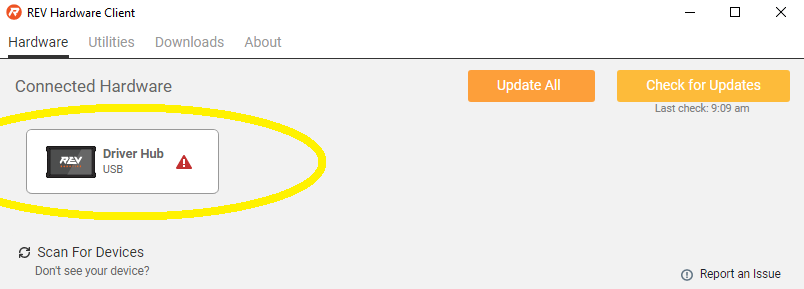 REV Hardware Client
Hardware Utilities Downloads About
Connected Hardware
Update All
Check for Updates
Last check: 9:09 am
REV
Driver Hub
USB
Scan For Devices
Don't see your device?
Report an Issue